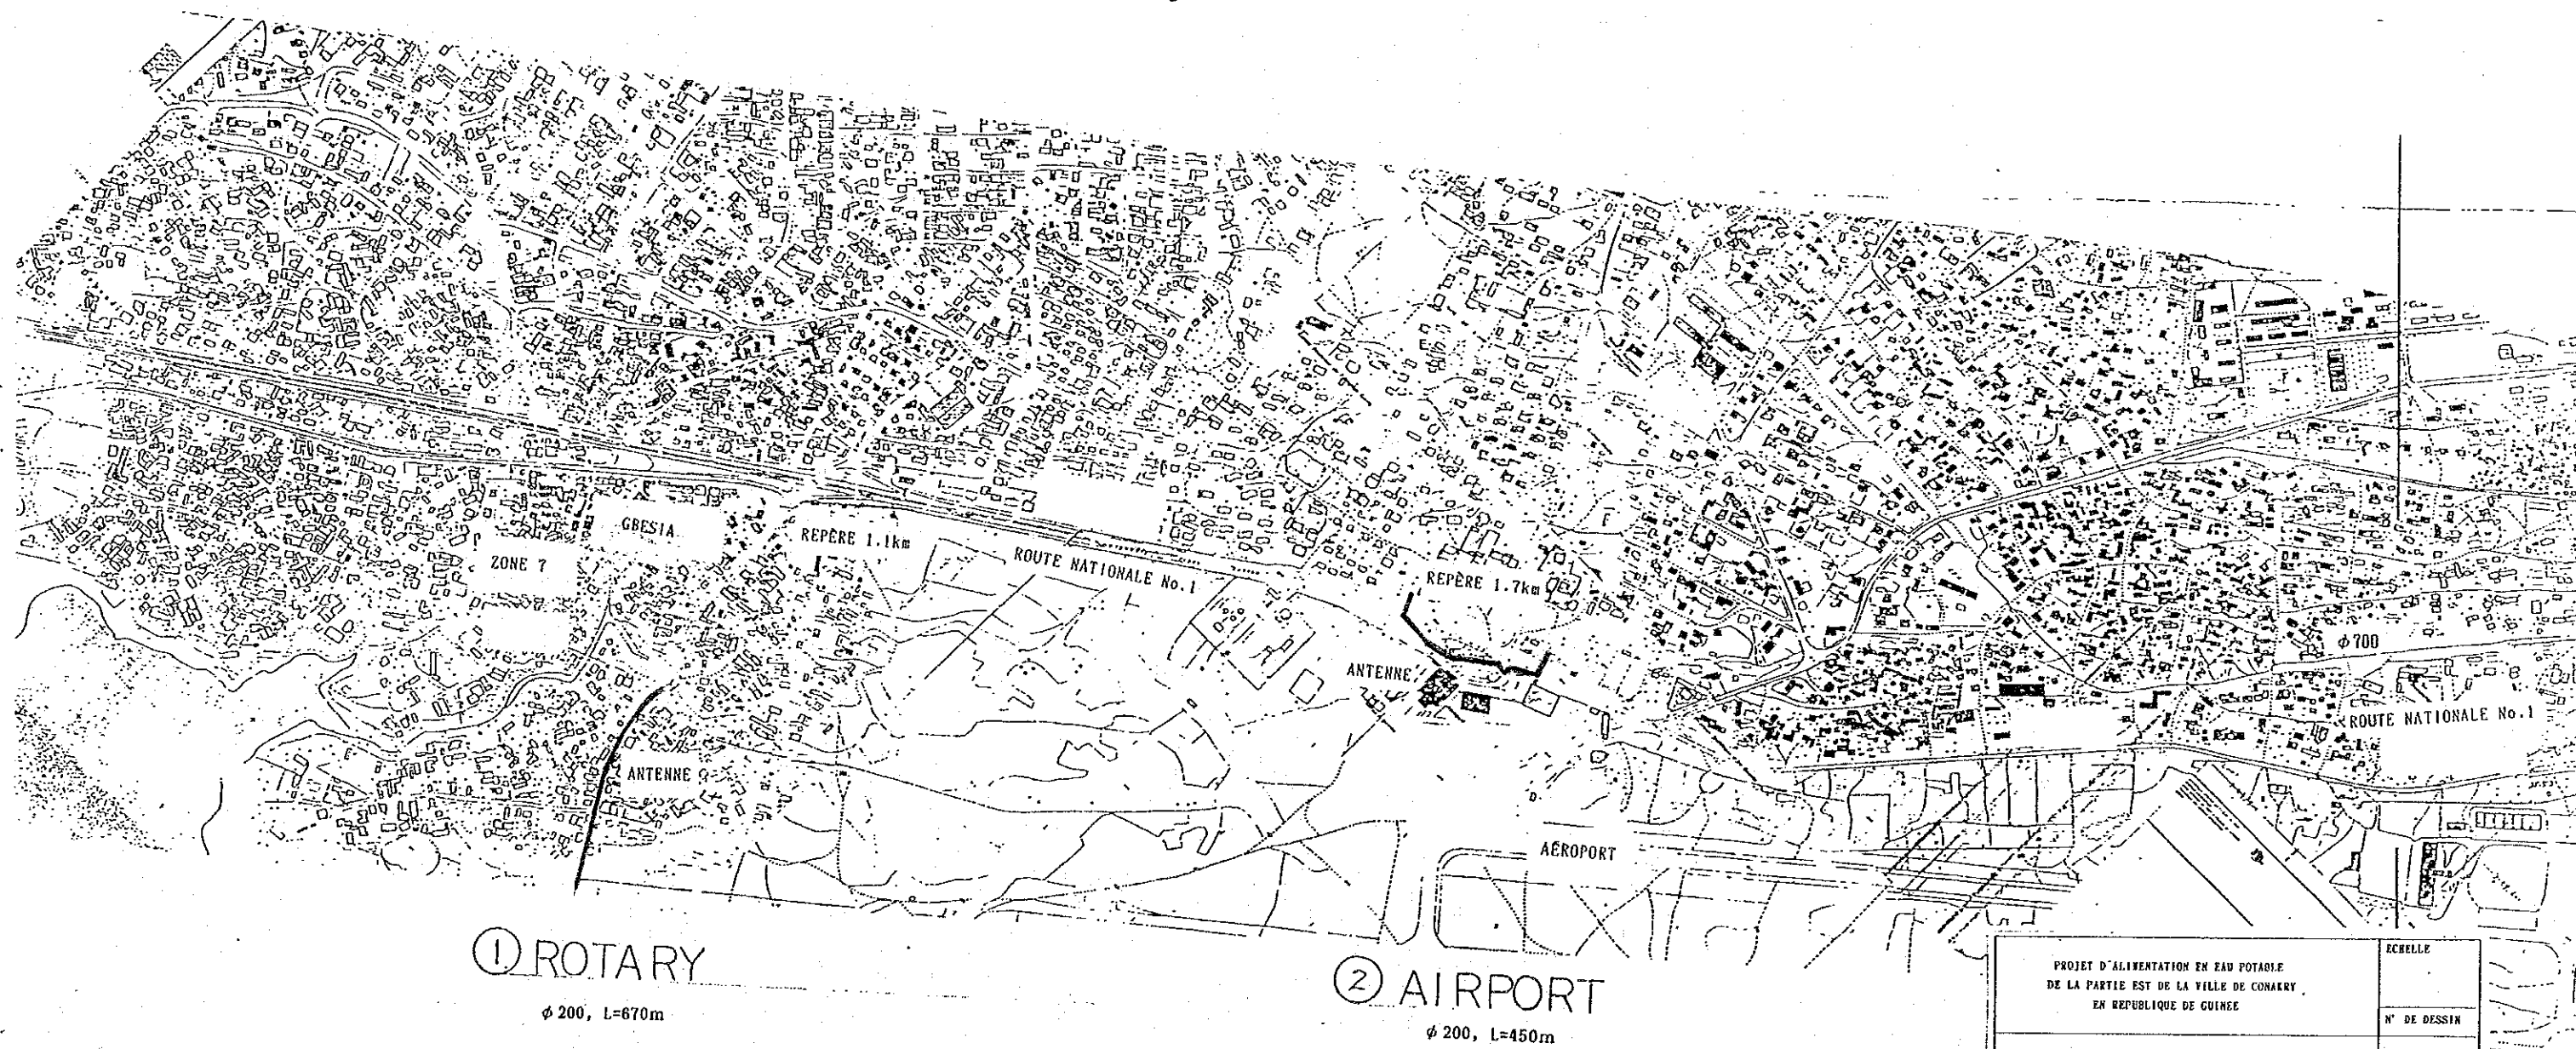 GBESIA
REPÈRE 1.1km
ZONE 7
ROUTE NATIONALE No.1
REPÈRE 1.7km
ANTENNE
φ700
ROUTE NATIONALE No.1
ANTENNE
AÉROPORT
① ROTARY
φ200, L=670m
② AIRPORT
φ200, L=450m
PROJET D'ALIMENTATION EN EAU POTABLE
DE LA PARTIE EST DE LA VILLE DE CONAKRY
EN REPUBLIQUE DE GUINEE
ECHELLE
N° DE DESSIN